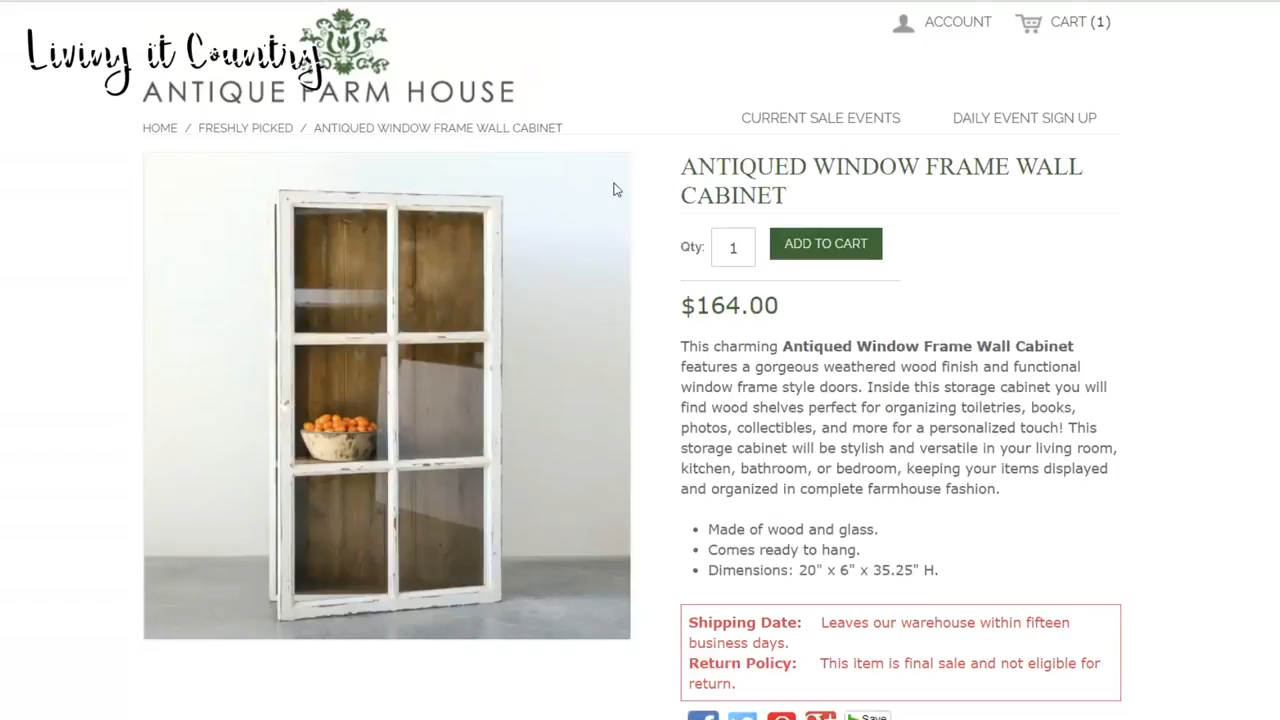 Living it Country
ACCOUNT
CART (1)
ANTIQUE FARM HOUSE
HOME / FRESHLY PICKED / ANTIQUED WINDOW FRAME WALL CABINET
CURRENT SALE EVENTS
DAILY EVENT SIGN UP
ANTIQUED WINDOW FRAME WALL
CABINET
Qty: 1 ADD TO CART
$164.00
This charming Antiqued Window Frame Wall Cabinet
features a gorgeous weathered wood finish and functional
window frame style doors. Inside this storage cabinet you will
find wood shelves perfect for organizing toiletries, books,
photos, collectibles, and more for a personalized touch! This
storage cabinet will be stylish and versatile in your living room,
kitchen, bathroom, or bedroom, keeping your items displayed
and organized in complete farmhouse fashion.
• Made of wood and glass.
• Comes ready to hang.
• Dimensions: 20" x 6" x 35.25" H.
Shipping Date: Leaves our warehouse within fifteen
business days.
Return Policy: This item is final sale and not eligible for
return.
Save